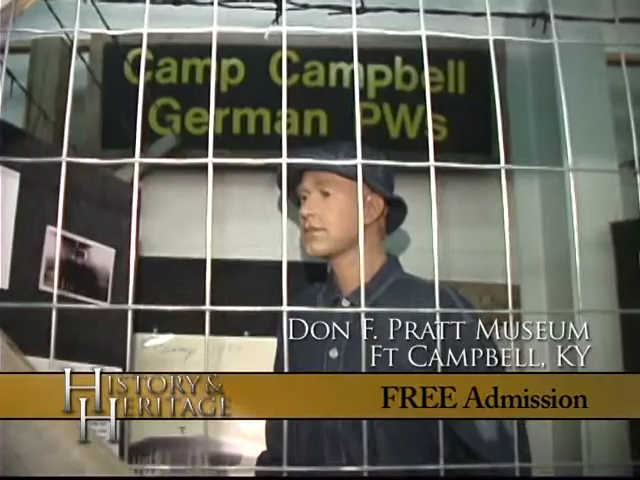 Camp Campbell
German PWs
DON F. PRATT MUSEUM
FT CAMPBELL, KY
HISTORY &
HERITAGE
FREE Admission